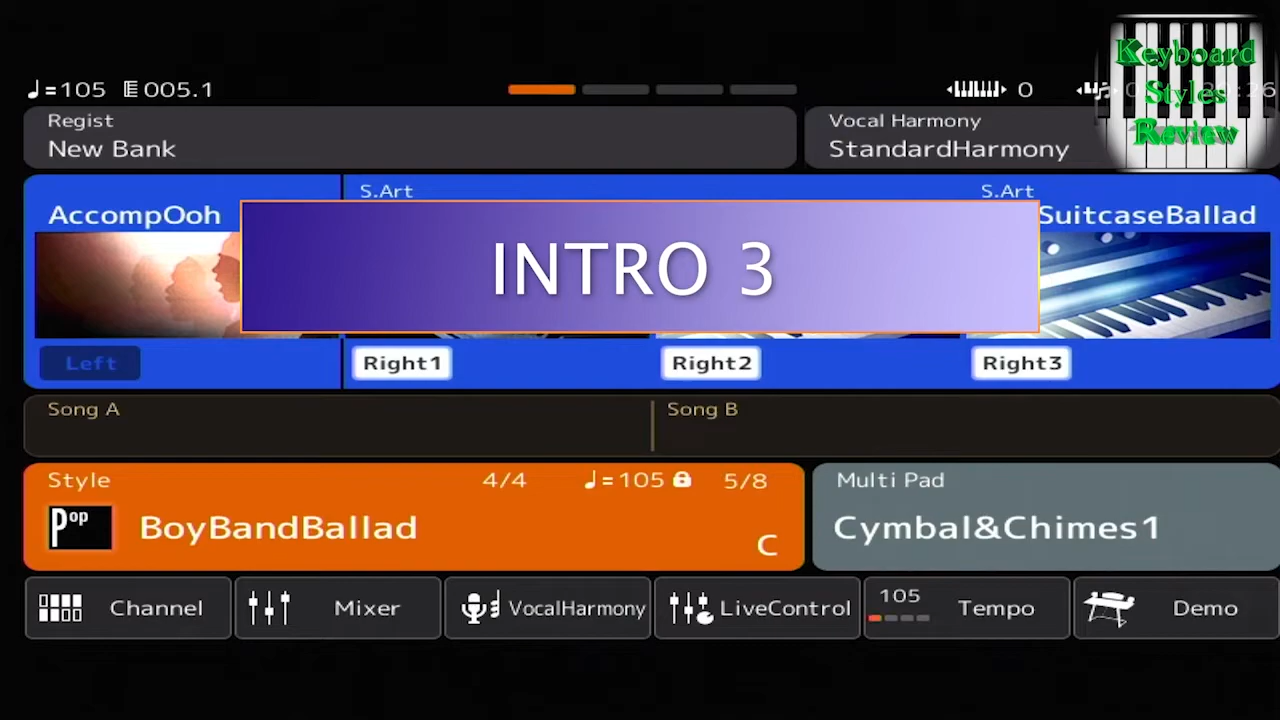 ♩=105 005.1
0
:26
Keyboard
Styles
Review
Regist
New Bank
Vocal Harmony
StandardHarmony
S.Art
S.Art
AccompOoh
SuitcaseBallad
INTRO 3
Left
Right1
Right2
Right3
Song A
Song B
Style
4/4 ♩=105 5/8
Pop
BoyBandBallad
C
Multi Pad
Cymbal&Chimes1
Channel
Mixer
VocalHarmony
LiveControl
105
Tempo
Demo